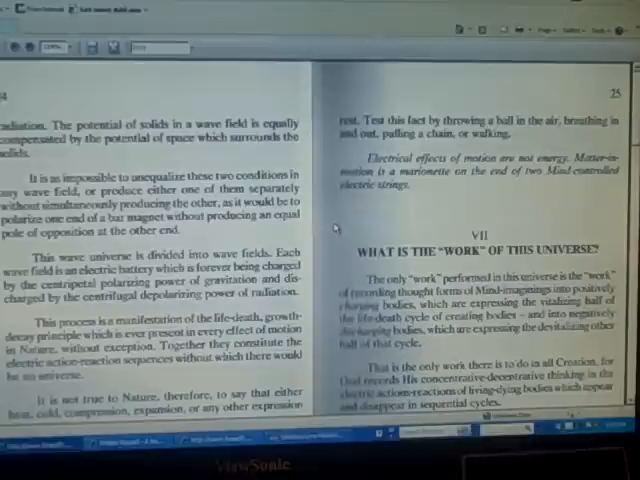 radiation. The potential of solids in a wave field is equally
compensated by the potential of space which surrounds the
solids.
It is as impossible to unequalize these two conditions in
any wave field, or produce either one of them separately
without simultaneously producing the other, as it would be to
polarize one end of a bar magnet without producing an equal
pole of opposition at the other end.
This wave universe is divided into wave fields. Each
wave field is an electric battery which is forever being charged
by the centripetal polarizing power of gravitation and dis-
charged by the centrifugal depolarizing power of radiation.
This process is a manifestation of the life-death, growth-
decay principle which is ever present in every effect of motion
in Nature, without exception. Together they constitute the
electric action-reaction sequences without which there would
be no universe.
It is not true to Nature, therefore, to say that either
heat, cold, compression, expansion, or any other expression
25
rest. Test this fact by throwing a ball in the air, breathing in
and out, pulling a chain, or walking.
Electrical effects of motion are not energy. Matter-in-
motion is a marionette on the end of two Mind-controlled
electric strings.
VII
WHAT IS THE "WORK" OF THIS UNIVERSE?
The only "work" performed in this universe is the "work"
of recording thought forms of Mind-imaginings into positively
charging bodies, which are expressing the vitalizing half of
the life-death cycle of creating bodies – and into negatively
discharging bodies, which are expressing the devitalizing other
half of that cycle.
That is the only work there is to do in all Creation, for
God records His concentrative-decentrative thinking in the
electric actions-reactions of living-dying bodies which appear
and disappear in sequential cycles.
ViewSonic